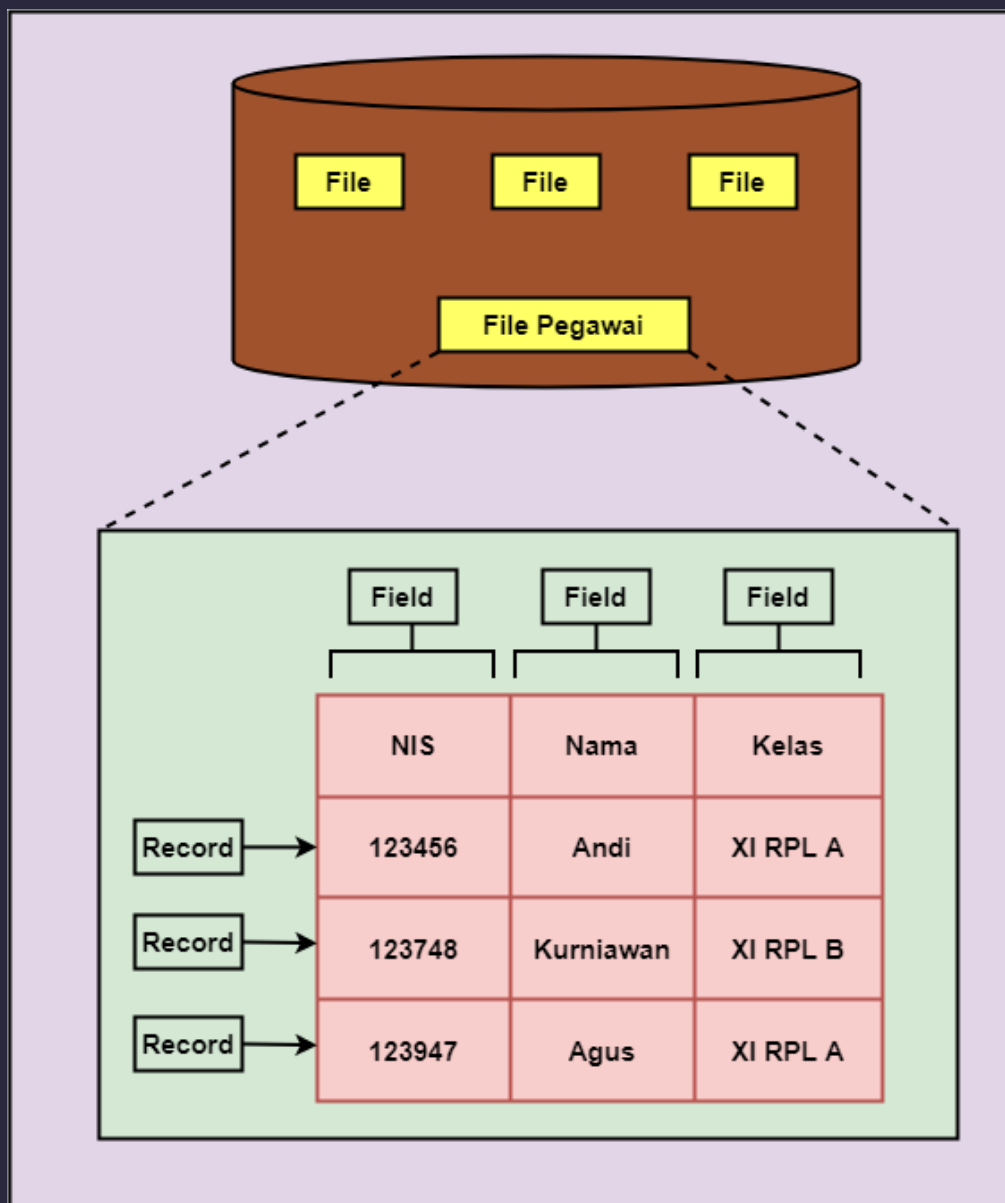 File File File
File Pegawai
Field Field Field
NIS Nama Kelas
Record 123456 Andi XI RPL A
Record 123748 Kurniawan XI RPL B
Record 123947 Agus XI RPL A